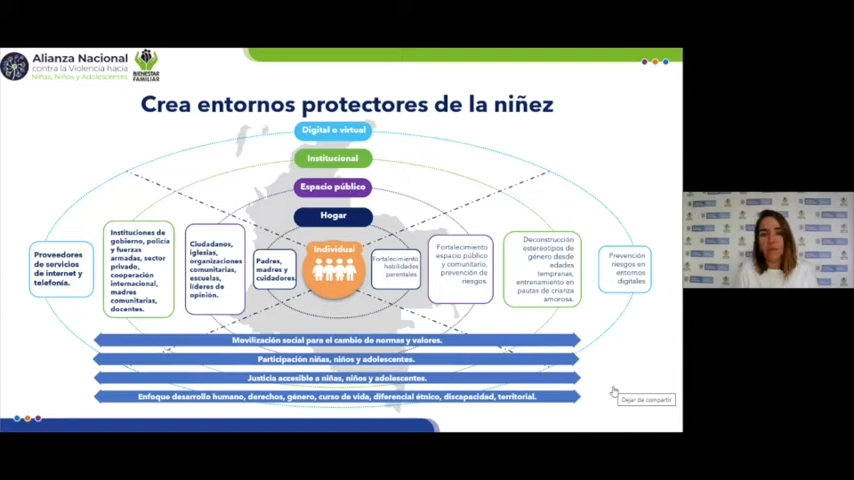 Alianza Nacional
contra la Violencia hacia
Niñas, Niños y Adolescentes
BIENESTAR
FAMILIAR
Crea entornos protectores de la niñez
Digital o virtual
Institucional
Espacio público
Hogar
Individual
Proveedores
de servicios
de internet y
telefonía.
Instituciones de
gobierno, policía
y fuerzas
armadas, sector
privado,
cooperación
internacional,
madres
comunitarias,
docentes.
Ciudadanos,
iglesias,
organizaciones
comunitarias,
escuelas,
líderes de
opinión.
Padres,
madres y
cuidadores.
Fortalecimiento
habilidades
parentales.
Fortalecimiento
espacio público
y comunitario,
prevención de
riesgos.
Deconstrucción
estereotipos de
género desde
edades
tempranas,
entrenamiento en
pautas de crianza
amorosa.
Prevención
riesgos en
entornos
digitales
Movilización social para el cambio de normas y valores.
Participación niñas, niños y adolescentes.
Justicia accesible a niñas, niños y adolescentes.
Enfoque desarrollo humano, derechos, género, curso de vida, diferencial étnico, discapacidad, territorial.
Dejar de compartir